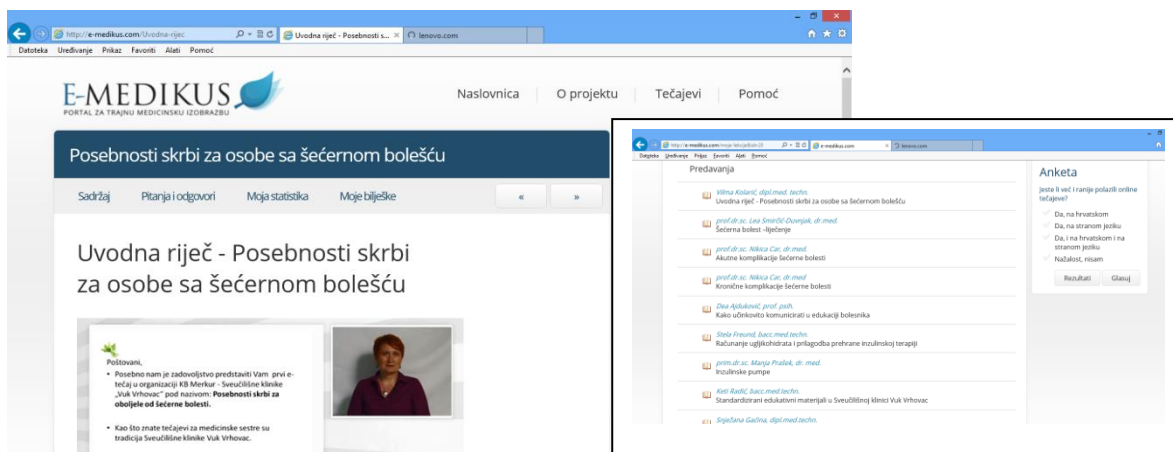 http://e-medikus.com/Uvodna-rijec
Uvodna riječ - Posebnosti s...
lenovo.com
Datoteka Uređivanje Prikaz Favoriti Alati Pomoć
E-MEDIKUS
PORTAL ZA TRAJNU MEDICINSKU IZOBRAZBU
Naslovnica O projektu Tečajevi Pomoć
Posebnosti skrbi za osobe sa šećernom bolešću
Sadržaj Pitanja i odgovori Moja statistika Moje bilješke « »
Uvodna riječ - Posebnosti skrbi
za osobe sa šećernom bolešću
Poštovani,
• Posebno nam je zadovoljstvo predstaviti Vam prvi e-
tečaj u organizaciji KB Merkur - Sveučilišne klinike
„Vuk Vrhovac" pod nazivom: Posebnosti skrbi za
oboljele od šećerne bolesti.
• Kao što znate tečajevi za medicinske sestre su
tradicija Sveučilišne klinike Vuk Vrhovac.
e-medikus.com
lenovo.com
Datoteka Uređivanje Prikaz Favoriti Alati Pomoć
Predavanja
Vilma Kolarić, dipl.med. techn.
Uvodna riječ - Posebnosti skrbi za osobe sa šećernom bolešću
prof.dr.sc. Lea Smirčić-Duvnjak, dr.med.
Šećerna bolest –liječenje
prof.dr.sc. Nikica Car, dr.med.
Akutne komplikacije šećerne bolesti
prof.dr.sc. Nikica Car, dr.med
Kronične komplikacije šećerne bolesti
Dea Ajduković, prof. psih.
Kako učinkovito komunicirati u edukaciji bolesnika
Stela Freund, bacc.med.techn.
Računanje ugljikohidrata i prilagodba prehrane inzulinskoj terapiji
prim.dr.sc. Manja Prašek, dr. med.
Inzulinske pumpe
Keti Radić, bacc.med.techn.
Standardizirani edukativni materijali u Sveučilišnoj klinici Vuk Vrhovac
Snježana Gaćina, dipl.med.techn.
Anketa
Jeste li već i ranije polazili online
tečajeve?
Da, na hrvatskom
Da, na stranom jeziku
Da, i na hrvatskom i na
stranom jeziku
Nažalost, nisam
Rezultati Glasuj